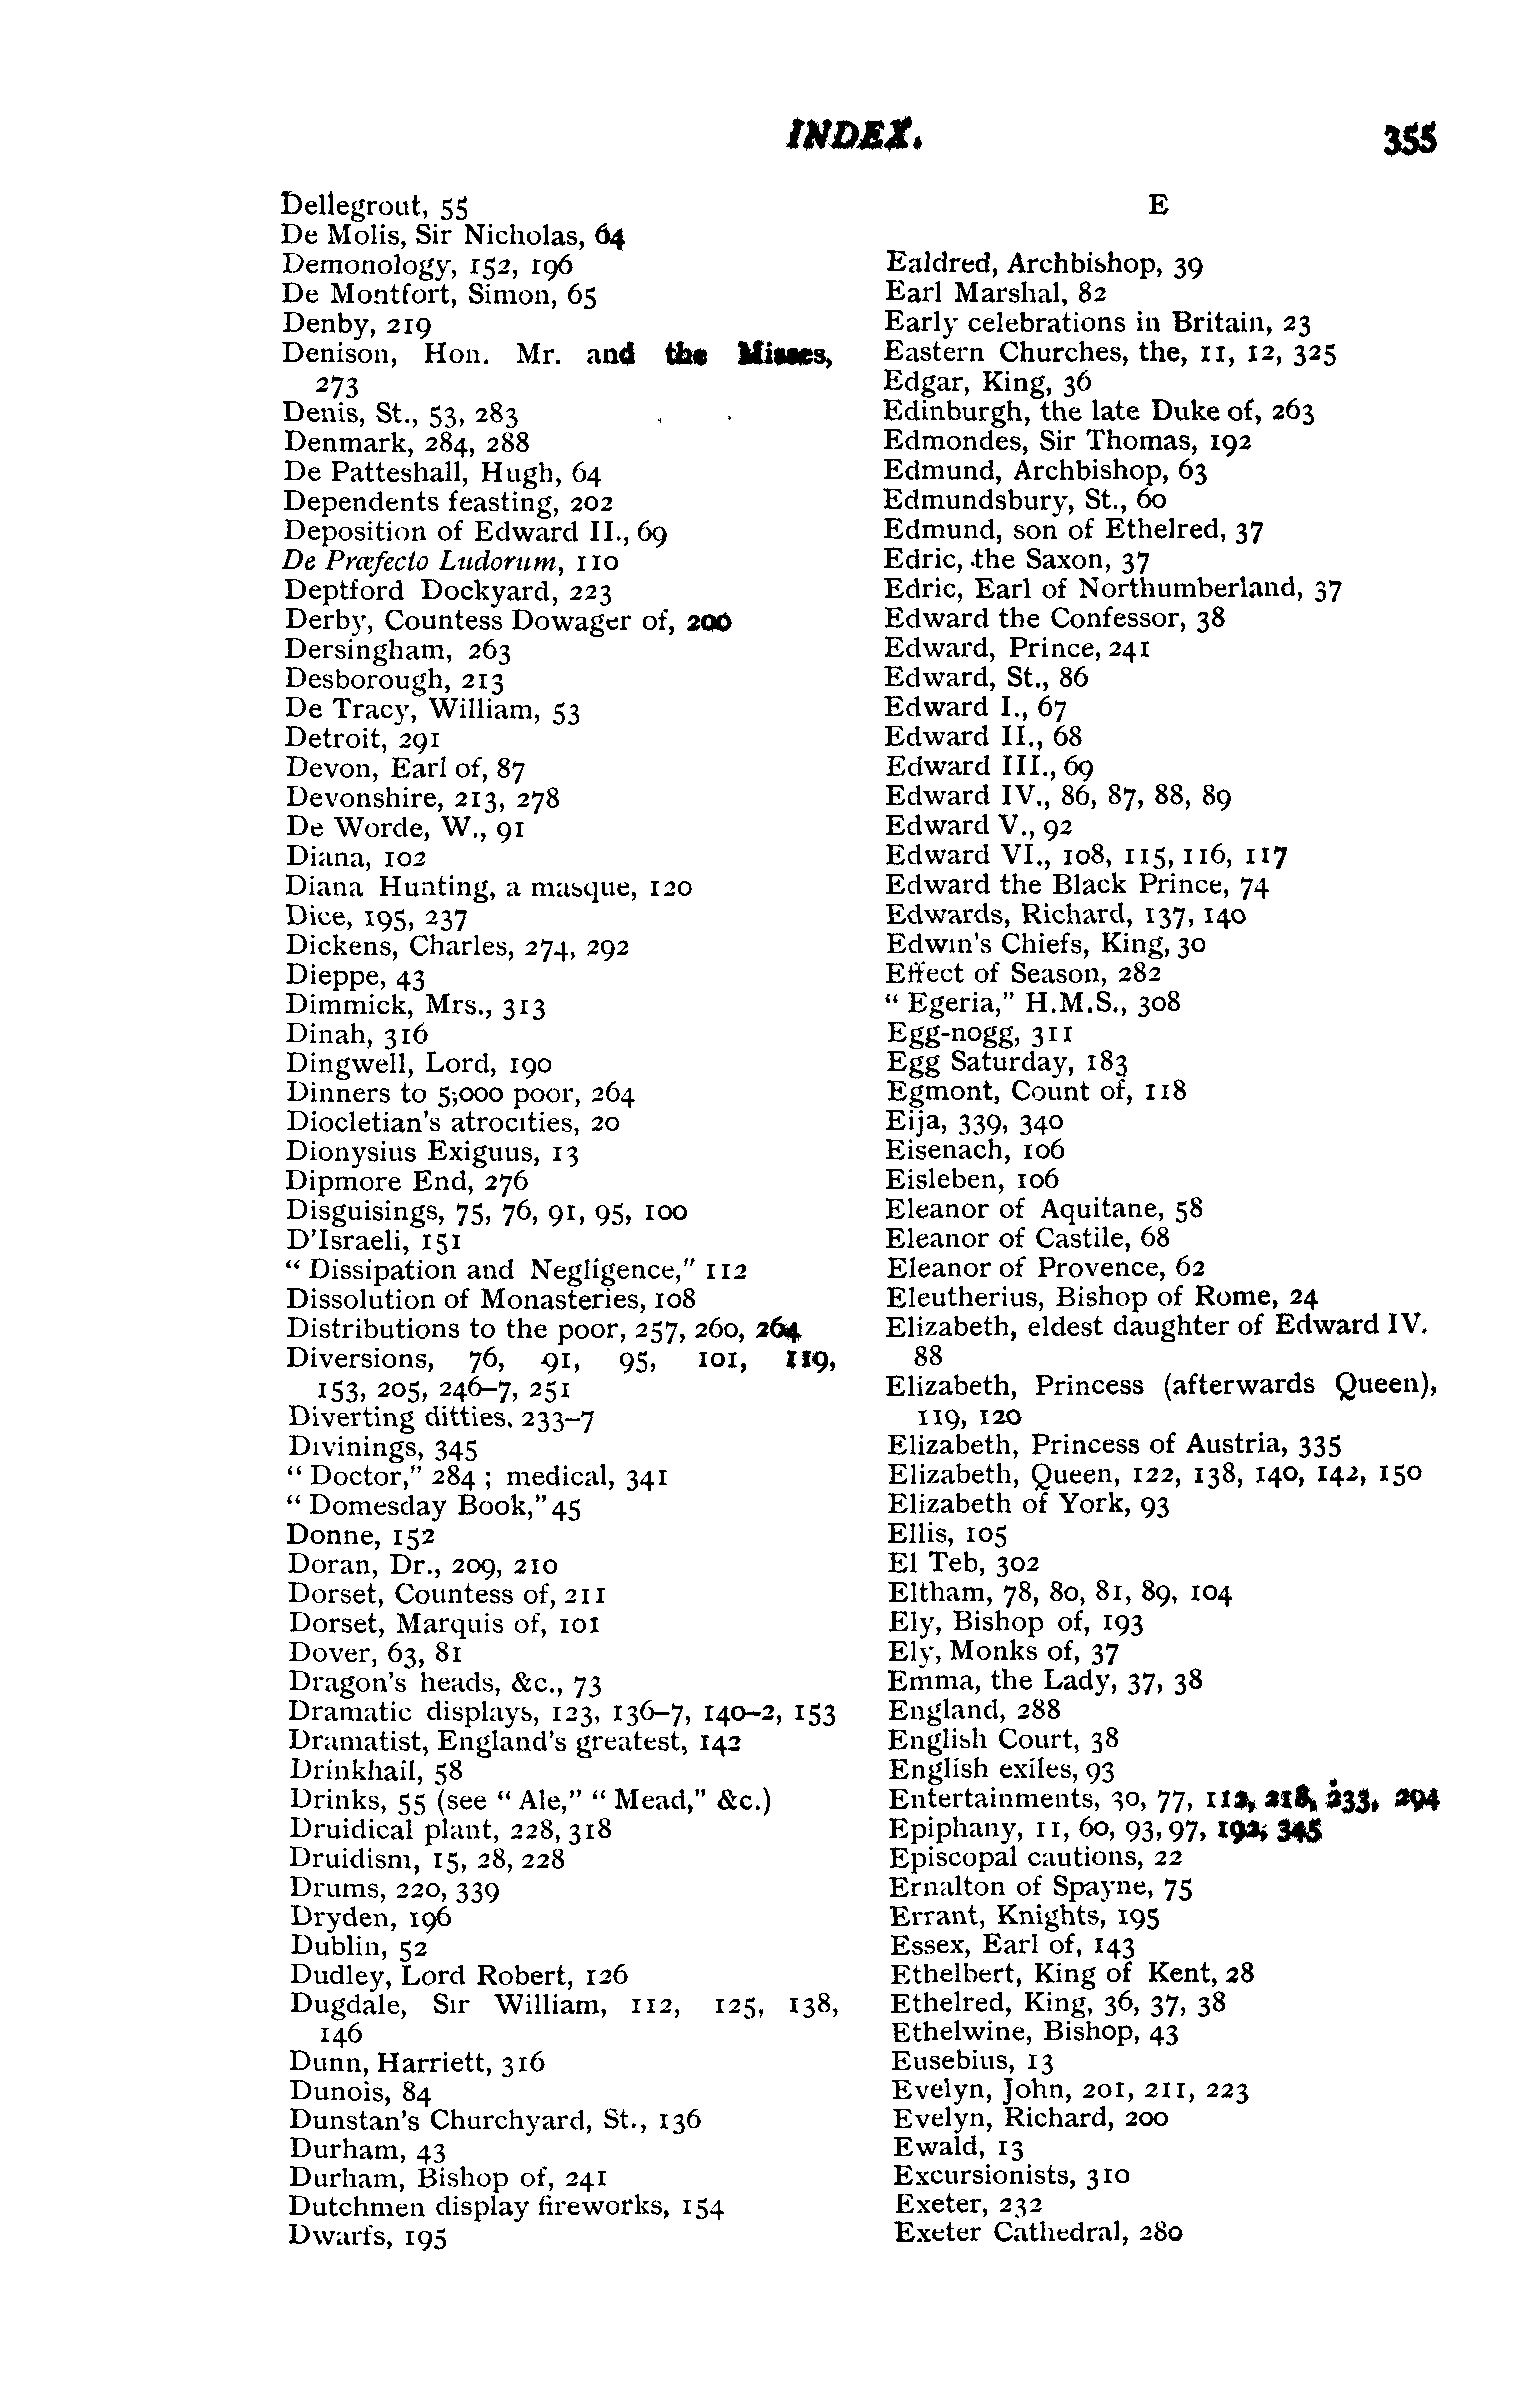 INDEX.
355
Dellegrout, 55
De Molis, Sir Nicholas, 64
Demonology, 152, 196
De Montfort, Simon, 65
Denby, 219
Denison, Hon. Mr. and the Misses,
273
Denis, St., 53, 283
Denmark, 284, 288
De Patteshall, Hugh, 64
Dependents feasting, 202
Deposition of Edward II., 69
De Præfecto Ludorum, 110
Deptford Dockyard, 223
Derby, Countess Dowager of, 200
Dersingham, 263
Desborough, 213
De Tracy, William, 53
Detroit, 291
Devon, Earl of, 87
Devonshire, 213, 278
De Worde, W., 91
Diana, 102
Diana Hunting, a masque, 120
Dice, 195, 237
Dickens, Charles, 274, 292
Dieppe, 43
Dimmick, Mrs., 313
Dinah, 316
Dingwell, Lord, 190
Dinners to 5,000 poor, 264
Diocletian's atrocities, 20
Dionysius Exiguus, 13
Dipmore End, 276
Disguisings, 75, 76, 91, 95, 100
D'Israeli, 151
“ Dissipation and Negligence,” 112
Dissolution of Monasteries, 108
Distributions to the poor, 257, 260, 264
Diversions, 76, 91, 95, 101, 119,
153, 205, 246–7, 251
Diverting ditties. 233–7
Divinings, 345
“ Doctor,” 284 ; medical, 341
“ Domesday Book,” 45
Donne, 152
Doran, Dr., 209, 210
Dorset, Countess of, 211
Dorset, Marquis of, 101
Dover, 63, 81
Dragon's heads, &c., 73
Dramatic displays, 123, 136–7, 140–2, 153
Dramatist, England's greatest, 142
Drinkhail, 58
Drinks, 55 (see “ Ale,” “ Mead,” &c.)
Druidical plant, 228, 318
Druidism, 15, 28, 228
Drums, 220, 339
Dryden, 196
Dublin, 52
Dudley, Lord Robert, 126
Dugdale, Sir William, 112, 125, 138,
146
Dunn, Harriett, 316
Dunois, 84
Dunstan's Churchyard, St., 136
Durham, 43
Durham, Bishop of, 241
Dutchmen display fireworks, 154
Dwarfs, 195
E
Ealdred, Archbishop, 39
Earl Marshal, 82
Early celebrations in Britain, 23
Eastern Churches, the, 11, 12, 325
Edgar, King, 36
Edinburgh, the late Duke of, 263
Edmondes, Sir Thomas, 192
Edmund, Archbishop, 63
Edmundsbury, St., 60
Edmund, son of Ethelred, 37
Edric, the Saxon, 37
Edric, Earl of Northumberland, 37
Edward the Confessor, 38
Edward, Prince, 241
Edward, St., 86
Edward I., 67
Edward II., 68
Edward III., 69
Edward IV., 86, 87, 88, 89
Edward V., 92
Edward VI., 108, 115, 116, 117
Edward the Black Prince, 74
Edwards, Richard, 137, 140
Edwin's Chiefs, King, 30
Effect of Season, 282
“ Egeria,” H.M.S., 308
Egg-nogg, 311
Egg Saturday, 183
Egmont, Count of, 118
Eija, 339, 340
Eisenach, 106
Eisleben, 106
Eleanor of Aquitane, 58
Eleanor of Castile, 68
Eleanor of Provence, 62
Eleutherius, Bishop of Rome, 24
Elizabeth, eldest daughter of Edward IV.
88
Elizabeth, Princess (afterwards Queen),
119, 120
Elizabeth, Princess of Austria, 335
Elizabeth, Queen, 122, 138, 140, 142, 150
Elizabeth of York, 93
Ellis, 105
El Teb, 302
Eltham, 78, 80, 81, 89, 104
Ely, Bishop of, 193
Ely, Monks of, 37
Emma, the Lady, 37, 38
England, 288
English Court, 38
English exiles, 93
Entertainments, 30, 77, 112, 218, 233, 294
Epiphany, 11, 60, 93, 97, 192, 345
Episcopal cautions, 22
Ernalton of Spayne, 75
Errant, Knights, 195
Essex, Earl of, 143
Ethelbert, King of Kent, 28
Ethelred, King, 36, 37, 38
Ethelwine, Bishop, 43
Eusebius, 13
Evelyn, John, 201, 211, 223
Evelyn, Richard, 200
Ewald, 13
Excursionists, 310
Exeter, 232
Exeter Cathedral, 280